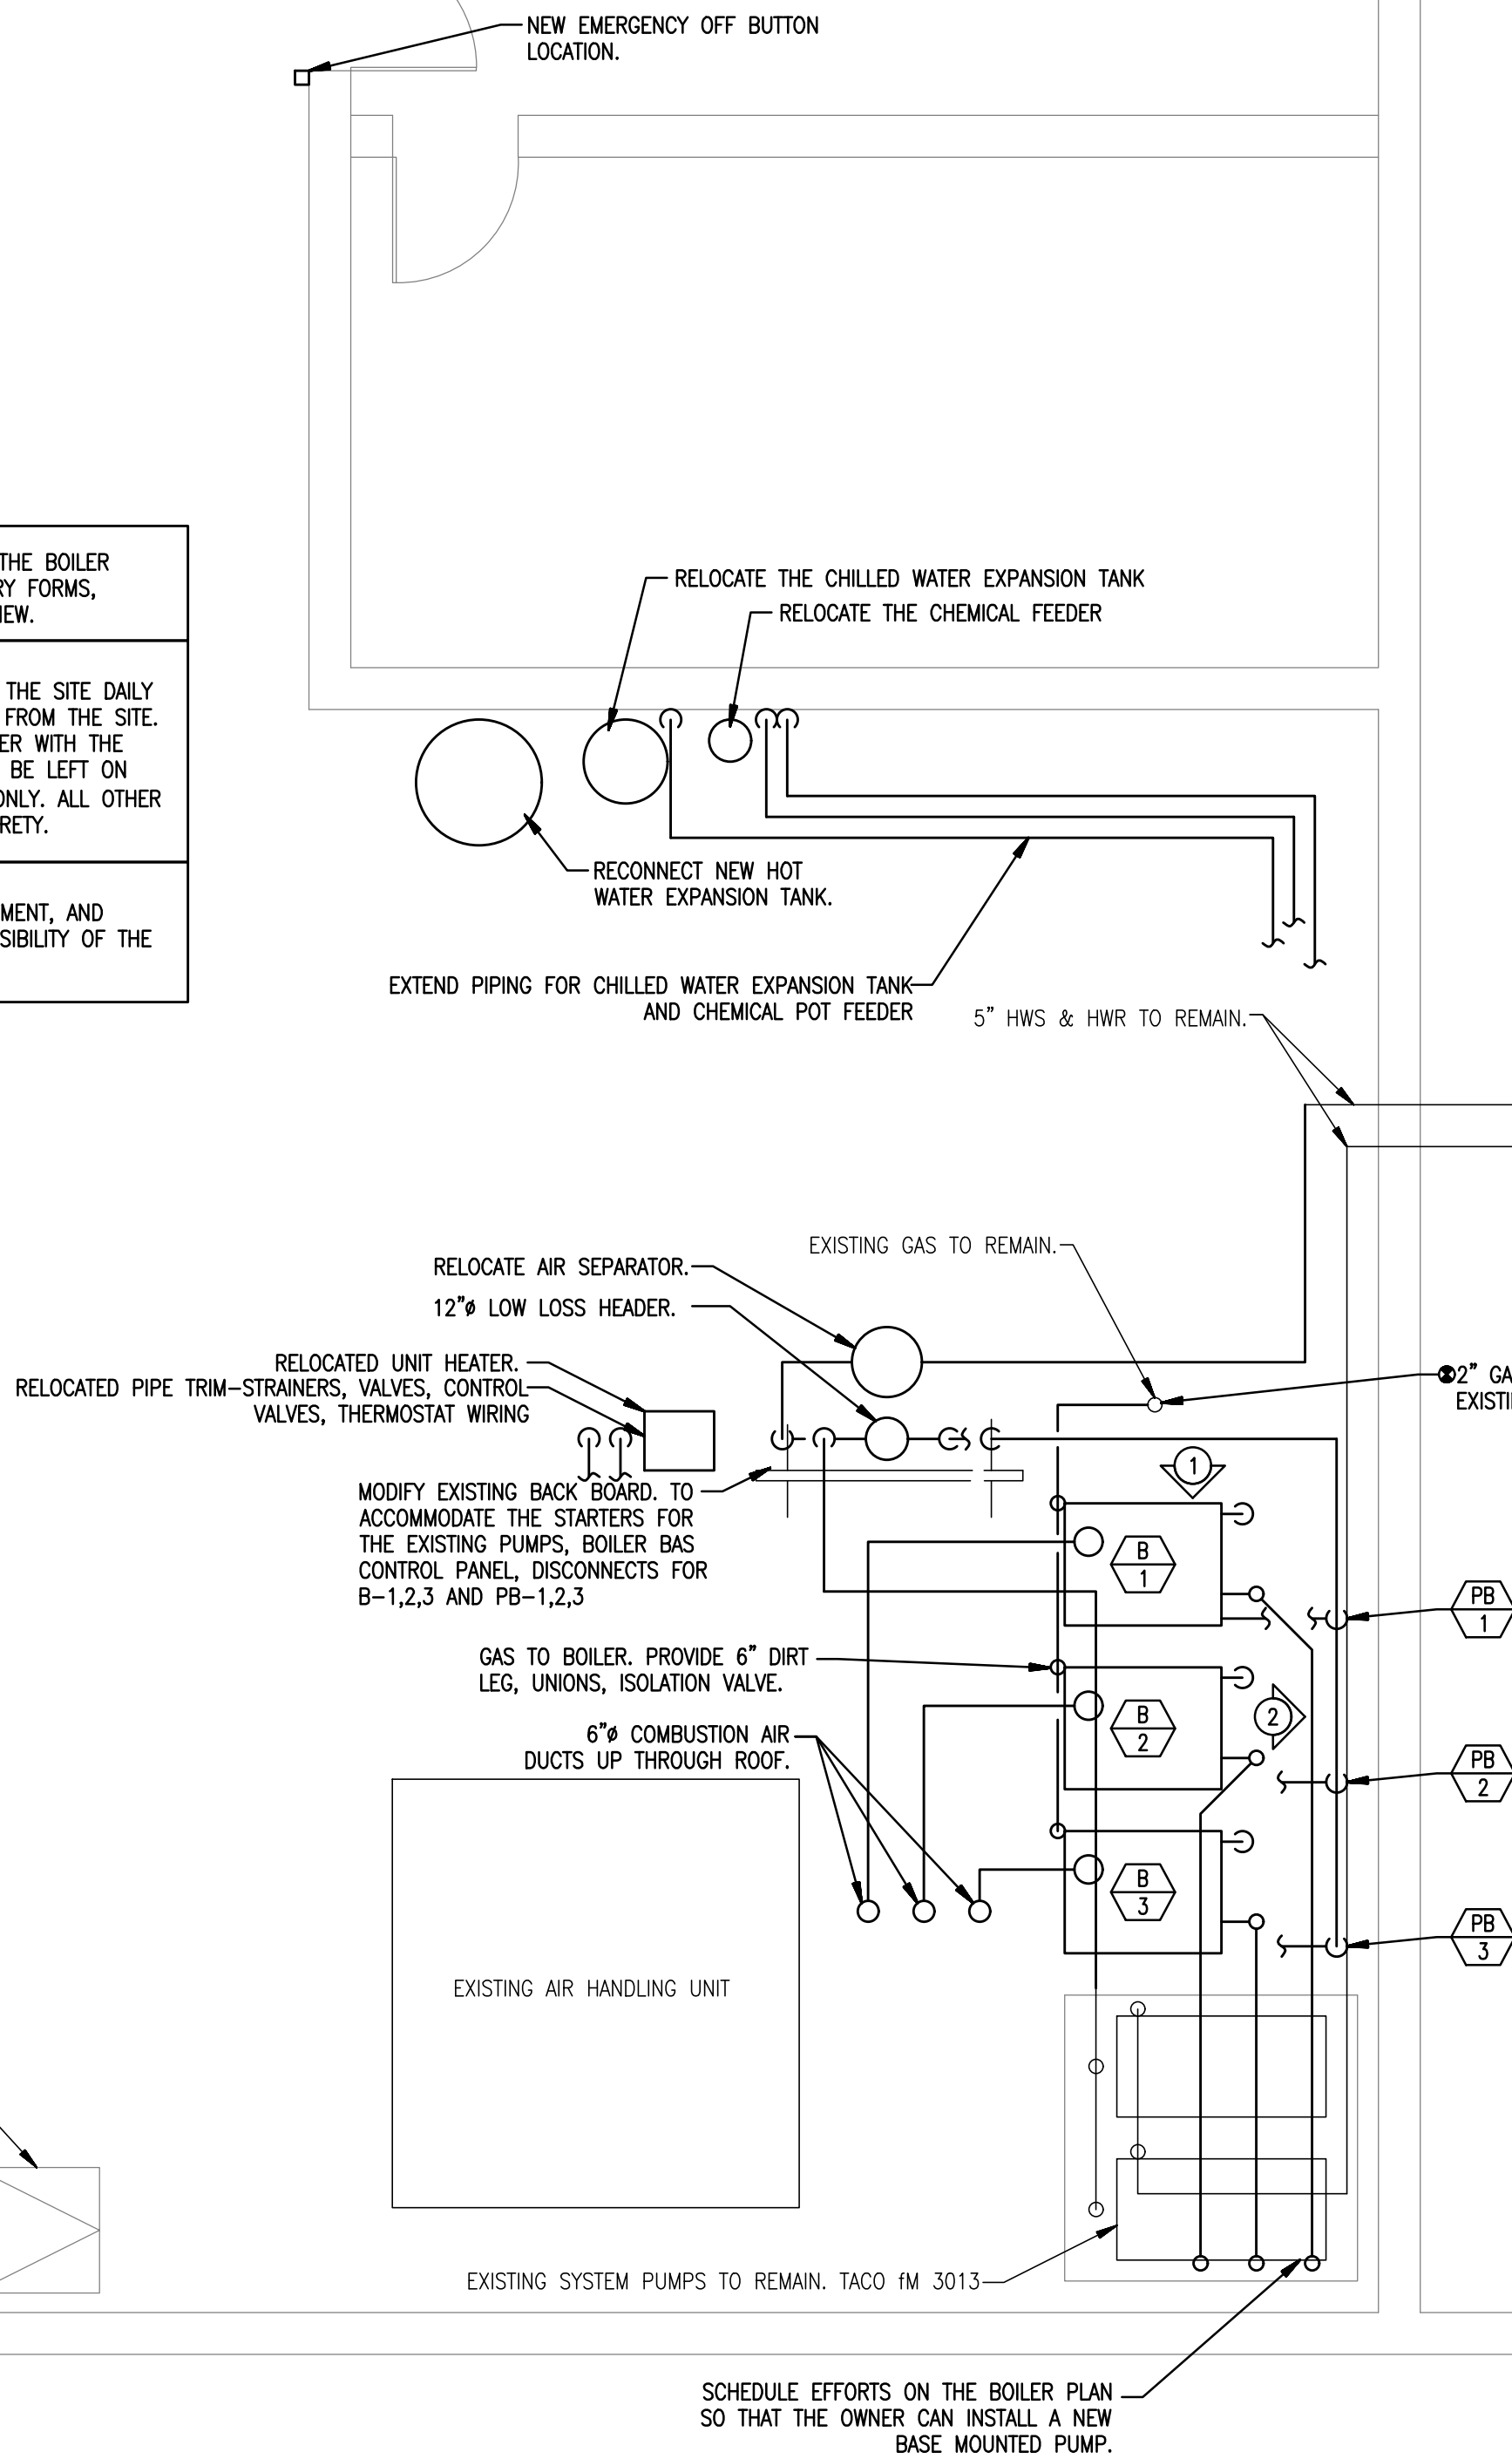 NEW EMERGENCY OFF BUTTON
LOCATION.
THE BOILER
RY FORMS,
IEW.
THE SITE DAILY
FROM THE SITE.
ER WITH THE
BE LEFT ON
ONLY. ALL OTHER
RETY.
MENT, AND
SIBILITY OF THE
RELOCATE THE CHILLED WATER EXPANSION TANK
RELOCATE THE CHEMICAL FEEDER
RECONNECT NEW HOT
WATER EXPANSION TANK.
EXTEND PIPING FOR CHILLED WATER EXPANSION TANK
AND CHEMICAL POT FEEDER
5" HWS & HWR TO REMAIN.
EXISTING GAS TO REMAIN.
RELOCATE AIR SEPARATOR.
12"ø LOW LOSS HEADER.
RELOCATED UNIT HEATER.
RELOCATED PIPE TRIM-STRAINERS, VALVES, CONTROL
VALVES, THERMOSTAT WIRING
2" GA
EXISTI
MODIFY EXISTING BACK BOARD. TO
ACCOMMODATE THE STARTERS FOR
THE EXISTING PUMPS, BOILER BAS
CONTROL PANEL, DISCONNECTS FOR
B-1,2,3 AND PB-1,2,3
1
B
1
PB
1
GAS TO BOILER. PROVIDE 6" DIRT
LEG, UNIONS, ISOLATION VALVE.
B
2
2
PB
2
6"ø COMBUSTION AIR
DUCTS UP THROUGH ROOF.
B
3
PB
3
EXISTING AIR HANDLING UNIT
EXISTING SYSTEM PUMPS TO REMAIN. TACO fM 3013
SCHEDULE EFFORTS ON THE BOILER PLAN
SO THAT THE OWNER CAN INSTALL A NEW
BASE MOUNTED PUMP.